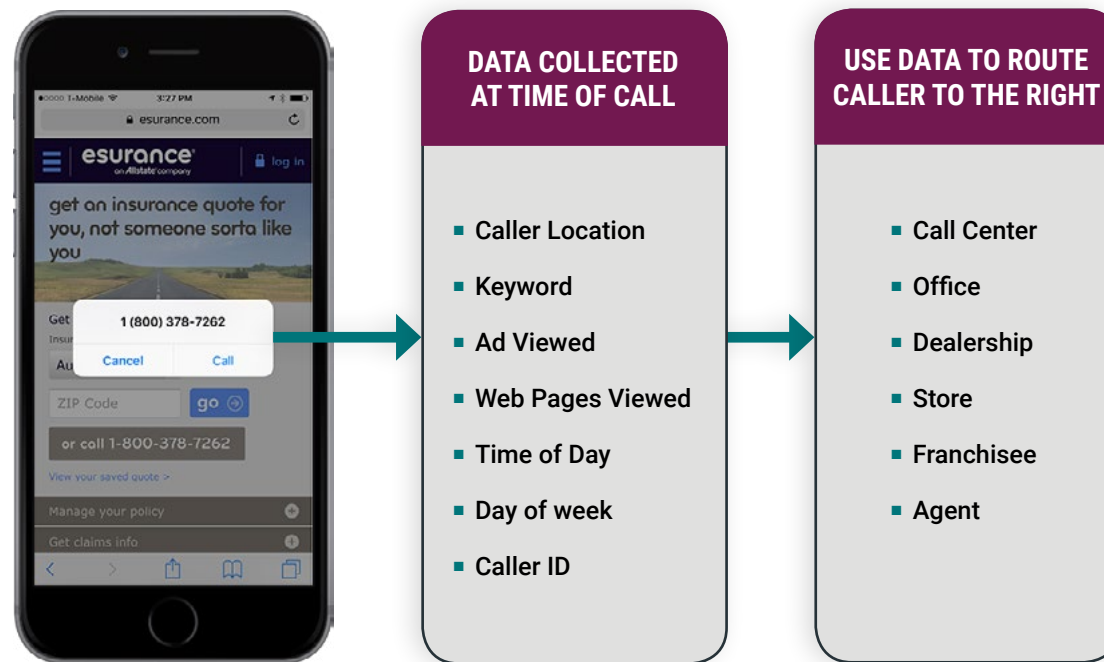 T-Mobile 3:27 PM
esurance.com
esurance
an Allstate company
log in
get an insurance quote for
you, not someone sorta like
you
Get
Insur
1 (800) 378-7262
Au
Cancel Call
ZIP Code go
or call 1-800-378-7262
View your saved quote >
Manage your policy
Get claims info
DATA COLLECTED
AT TIME OF CALL
Caller Location
Keyword
Ad Viewed
Web Pages Viewed
Time of Day
Day of week
Caller ID
USE DATA TO ROUTE
CALLER TO THE RIGHT
Call Center
Office
Dealership
Store
Franchisee
Agent